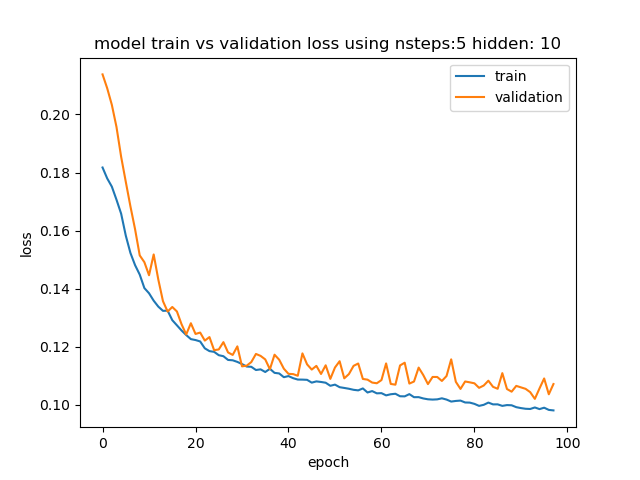 model train vs validation loss using nsteps:5 hidden: 10
train
validation
0.20
0.18
0.16
0.14
0.12
0.10
loss
0 20 40 60 80 100
epoch